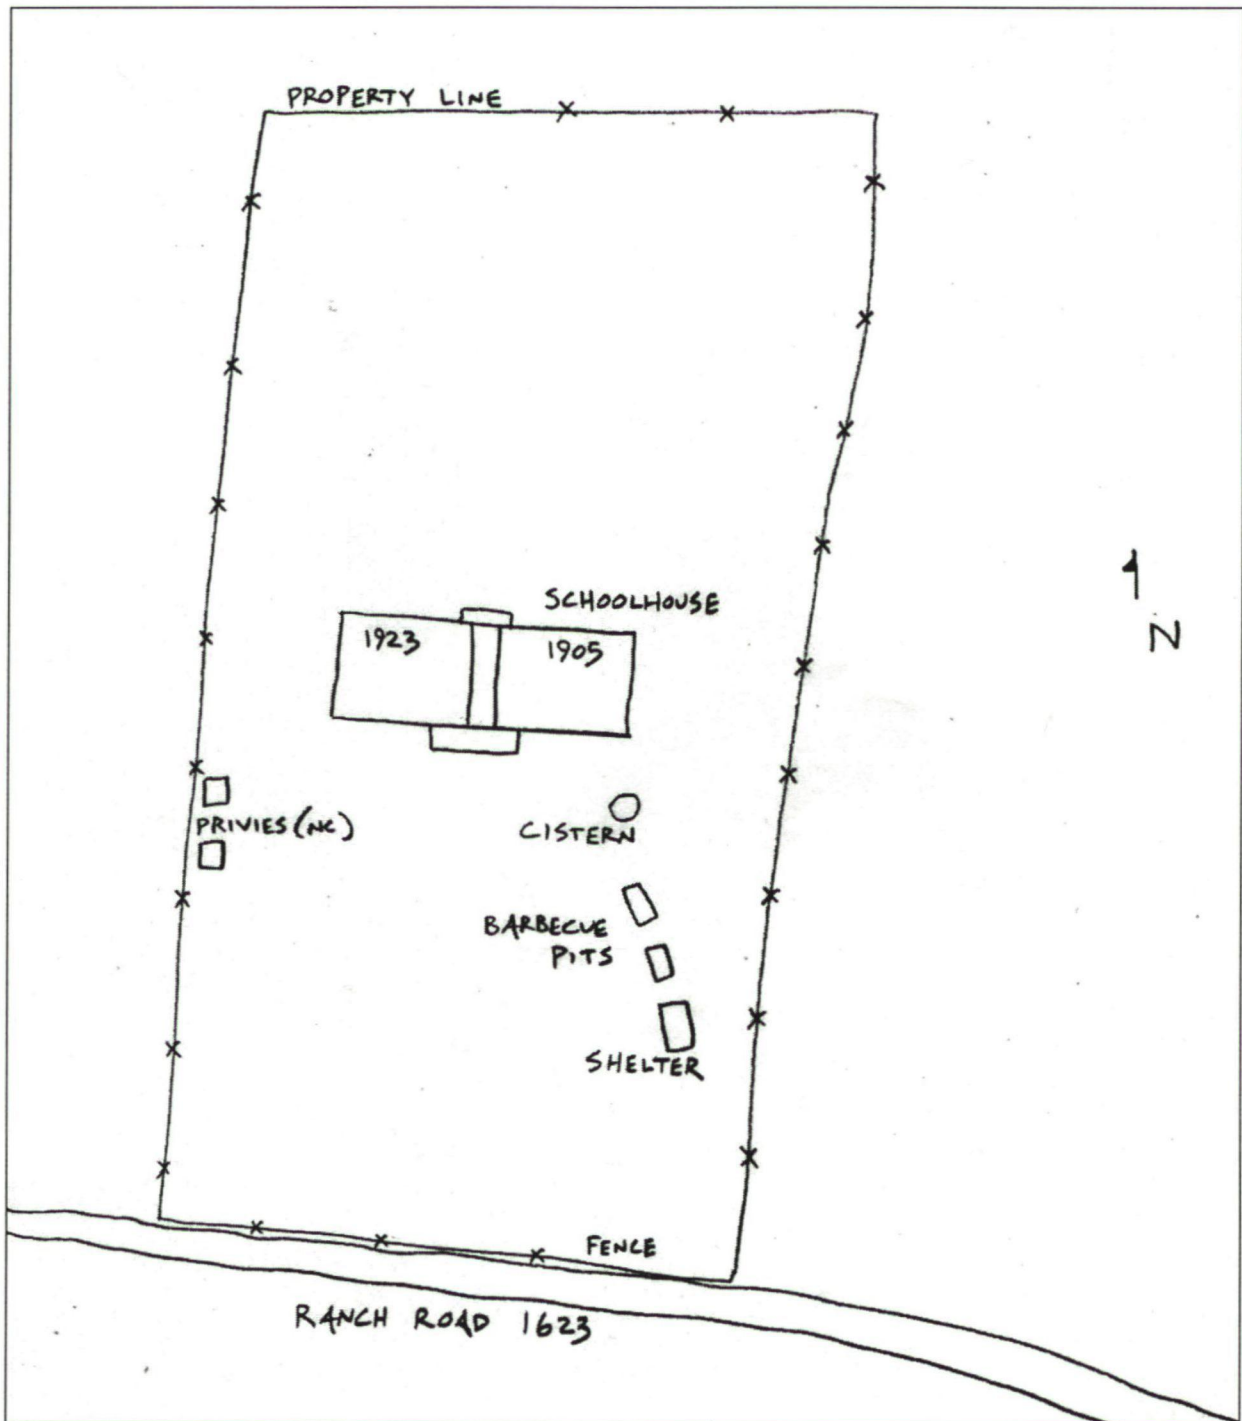 PROPERTY LINE
SCHOOLHOUSE
1923
1905
N
PRIVIES (NC)
CISTERN
BARBECUE
PITS
SHELTER
FENCE
RANCH ROAD 1623